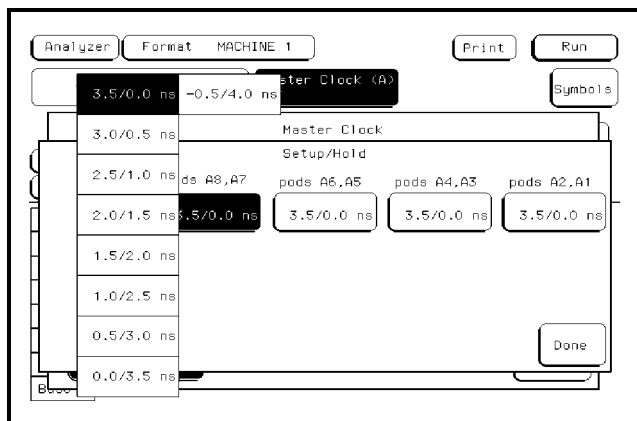 Analyzer Format MACHINE 1 Print Run
ster Clock (A) Symbols
3.5/0.0 ns -0.5/4.0 ns
Master Clock
3.0/0.5 ns
Setup/Hold
2.5/1.0 ns ds A8,A7 pods A6,A5 pods A4,A3 pods A2,A1
2.0/1.5 ns 3.5/0.0 ns 3.5/0.0 ns 3.5/0.0 ns 3.5/0.0 ns
1.5/2.0 ns
1.0/2.5 ns
0.5/3.0 ns Done
0.0/3.5 ns